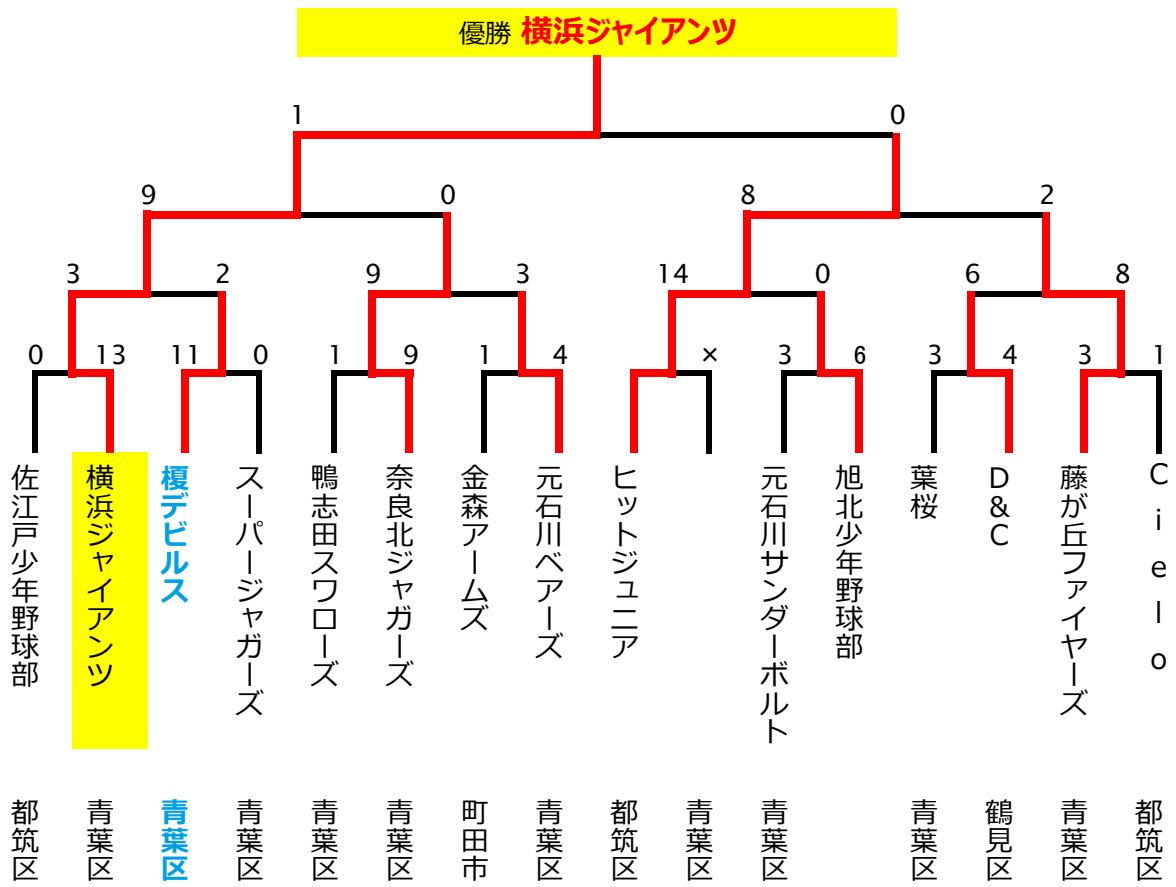 優勝 横浜ジャイアンツ
1 0
9 0 8 2
3 2 9 3 14 0 6 8
0 13 11 0 1 9 1 4 × 3 6 3 4 3 1
佐江戸少年野球部
横浜ジャイアンツ
榎デビルス
スーパージャガーズ
鴨志田スワローズ
奈良北ジャガーズ
金森アームズ
元石川ベアーズ
ヒットジュニア
元石川サンダーボルト
旭北少年野球部
葉桜
D&C
藤が丘ファイヤーズ
Cielo
都筑区
青葉区
青葉区
青葉区
青葉区
青葉区
町田市
青葉区
都筑区
青葉区
青葉区
青葉区
鶴見区
青葉区
都筑区